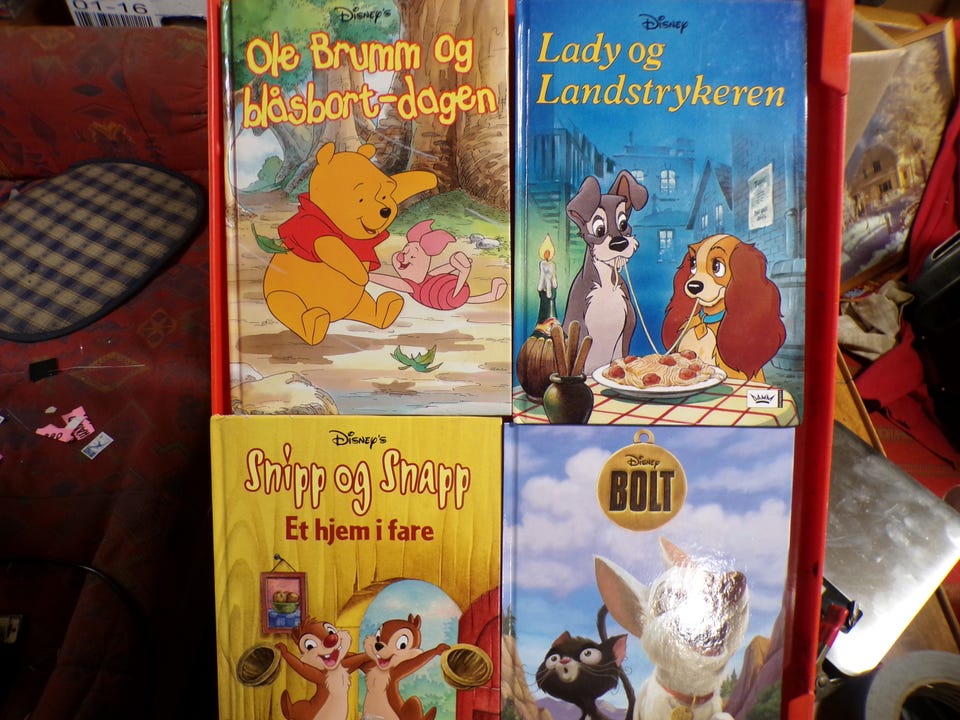 01-16
Disney's
Ole Brumm og
blåsbort-dagen
Disney
Lady og
Landstrykeren
DAMM
Disney's
Snipp og Snapp
Et hjem i fare
Disney
BOLT